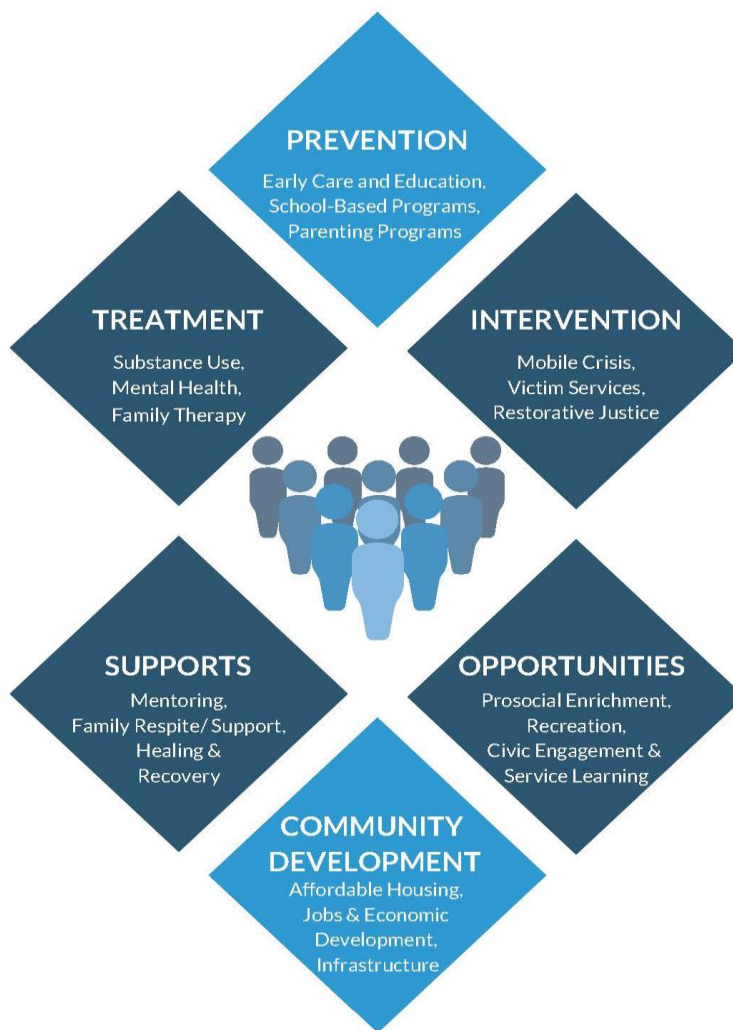 PREVENTION
Early Care and Education,
School-Based Programs,
Parenting Programs
TREATMENT
Substance Use,
Mental Health,
Family Therapy
INTERVENTION
Mobile Crisis,
Victim Services,
Restorative Justice
SUPPORTS
Mentoring,
Family Respite/ Support,
Healing &
Recovery
OPPORTUNITIES
Prosocial Enrichment,
Recreation,
Civic Engagement &
Service Learning
COMMUNITY
DEVELOPMENT
Affordable Housing,
Jobs & Economic
Development,
Infrastructure